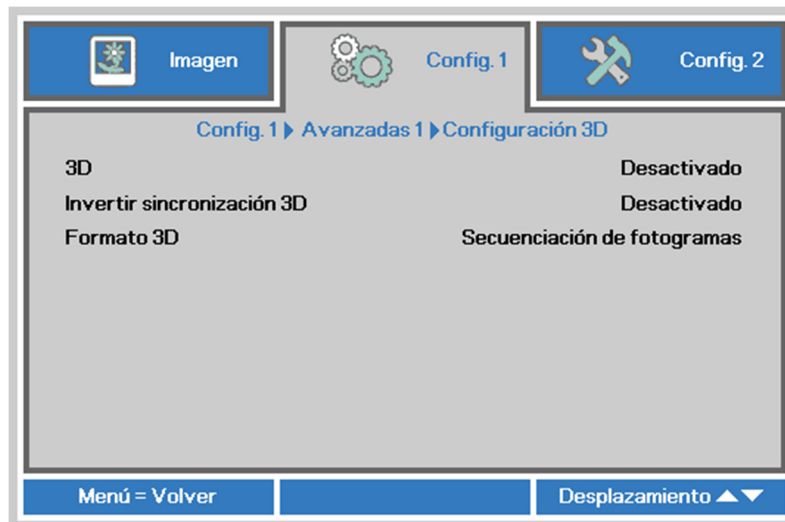 Imagen
Config. 1
Config. 2
Config. 1 ▶ Avanzadas 1 ▶ Configuración 3D
3D Desactivado
Invertir sincronización 3D Desactivado
Formato 3D Secuenciación de fotogramas
Menú = Volver
Desplazamiento ▲▼